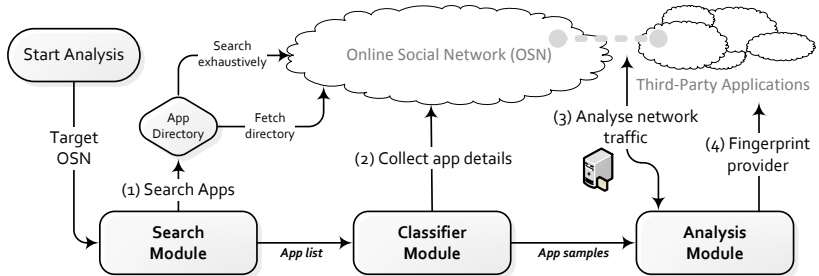 Start Analysis
Search
exhaustively
Online Social Network (OSN)
Third-Party Applications
App
Directory
Fetch
directory
Target
OSN
(1) Search Apps
(2) Collect app details
(3) Analyse network
traffic
(4) Fingerprint
provider
Search
Module
App list
Classifier
Module
App samples
Analysis
Module